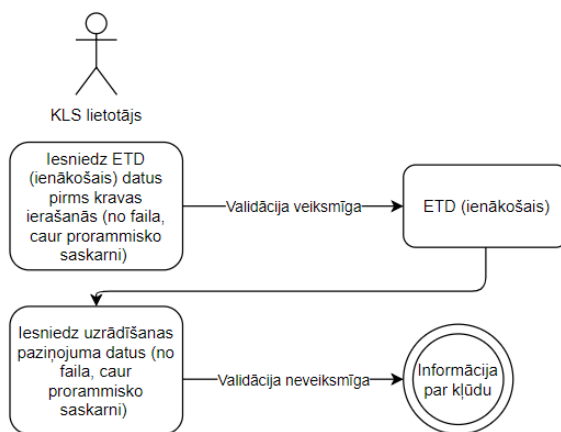 KLS lietotājs
Iesniedz ETD
(ienākošais) datus
pirms kravas
ierašanās (no faila,
caur prorammisko
saskarni)
Validācija veiksmīga
ETD (ienākošais)
Iesniedz uzrādīšanas
paziņojuma datus (no
faila, caur
prorammisko
saskarni)
Validācija neveiksmīga
Informācija
par kļūdu